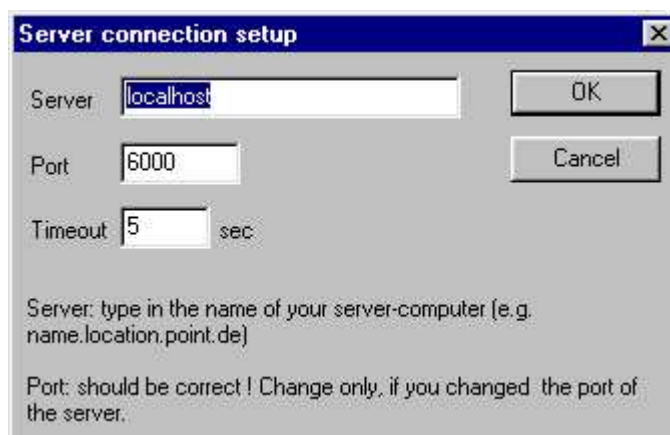 Server connection setup
Server localhost OK
Port 6000 Cancel
Timeout 5 sec
Server: type in the name of your server-computer (e.g.
name.location.point.de)
Port: should be correct ! Change only, if you changed the port of
the server.